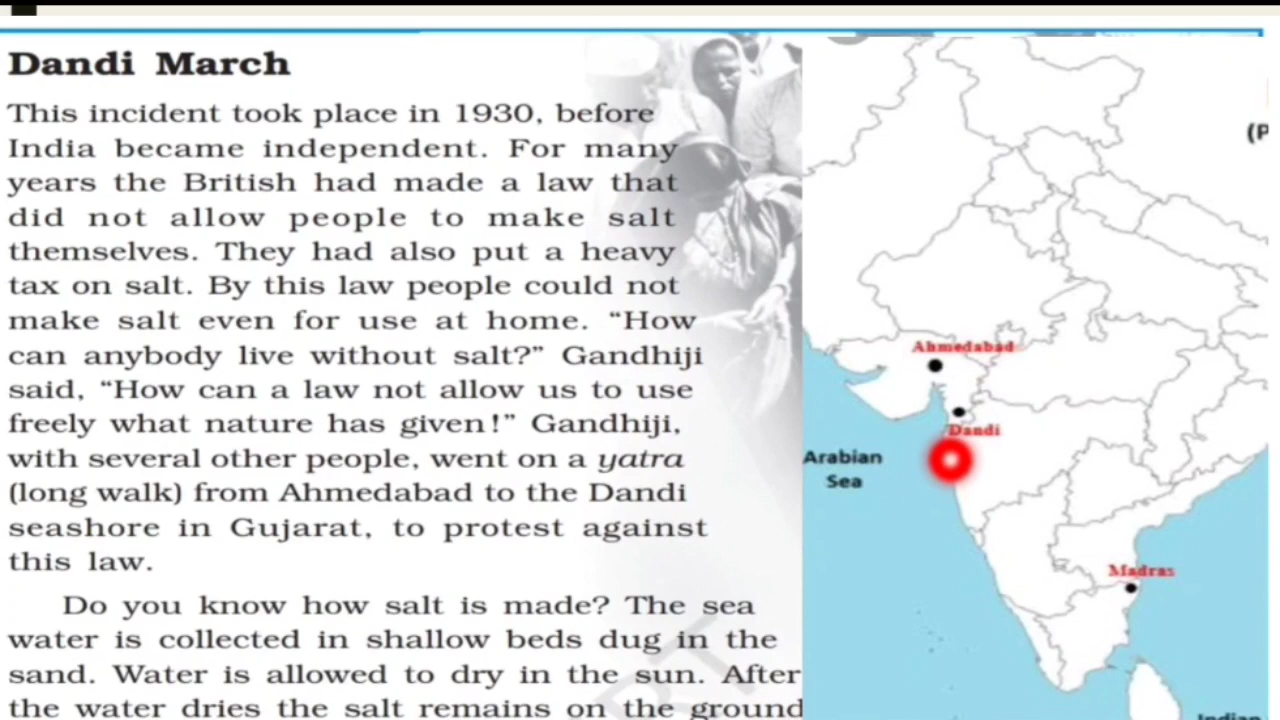 Dandi March
This incident took place in 1930, before
India became independent. For many
years the British had made a law that
did not allow people to make salt
themselves. They had also put a heavy
tax on salt. By this law people could not
make salt even for use at home. “How
can anybody live without salt?” Gandhiji
said, “How can a law not allow us to use
freely what nature has given!” Gandhiji,
with several other people, went on a yatra
(long walk) from Ahmedabad to the Dandi
seashore in Gujarat, to protest against
this law.
Do you know how salt is made? The sea
water is collected in shallow beds dug in the
sand. Water is allowed to dry in the sun. After
the water dries the salt remains on the ground
(P
Ahmedabad
Dandi
Arabian
Sea
Madras
Indian